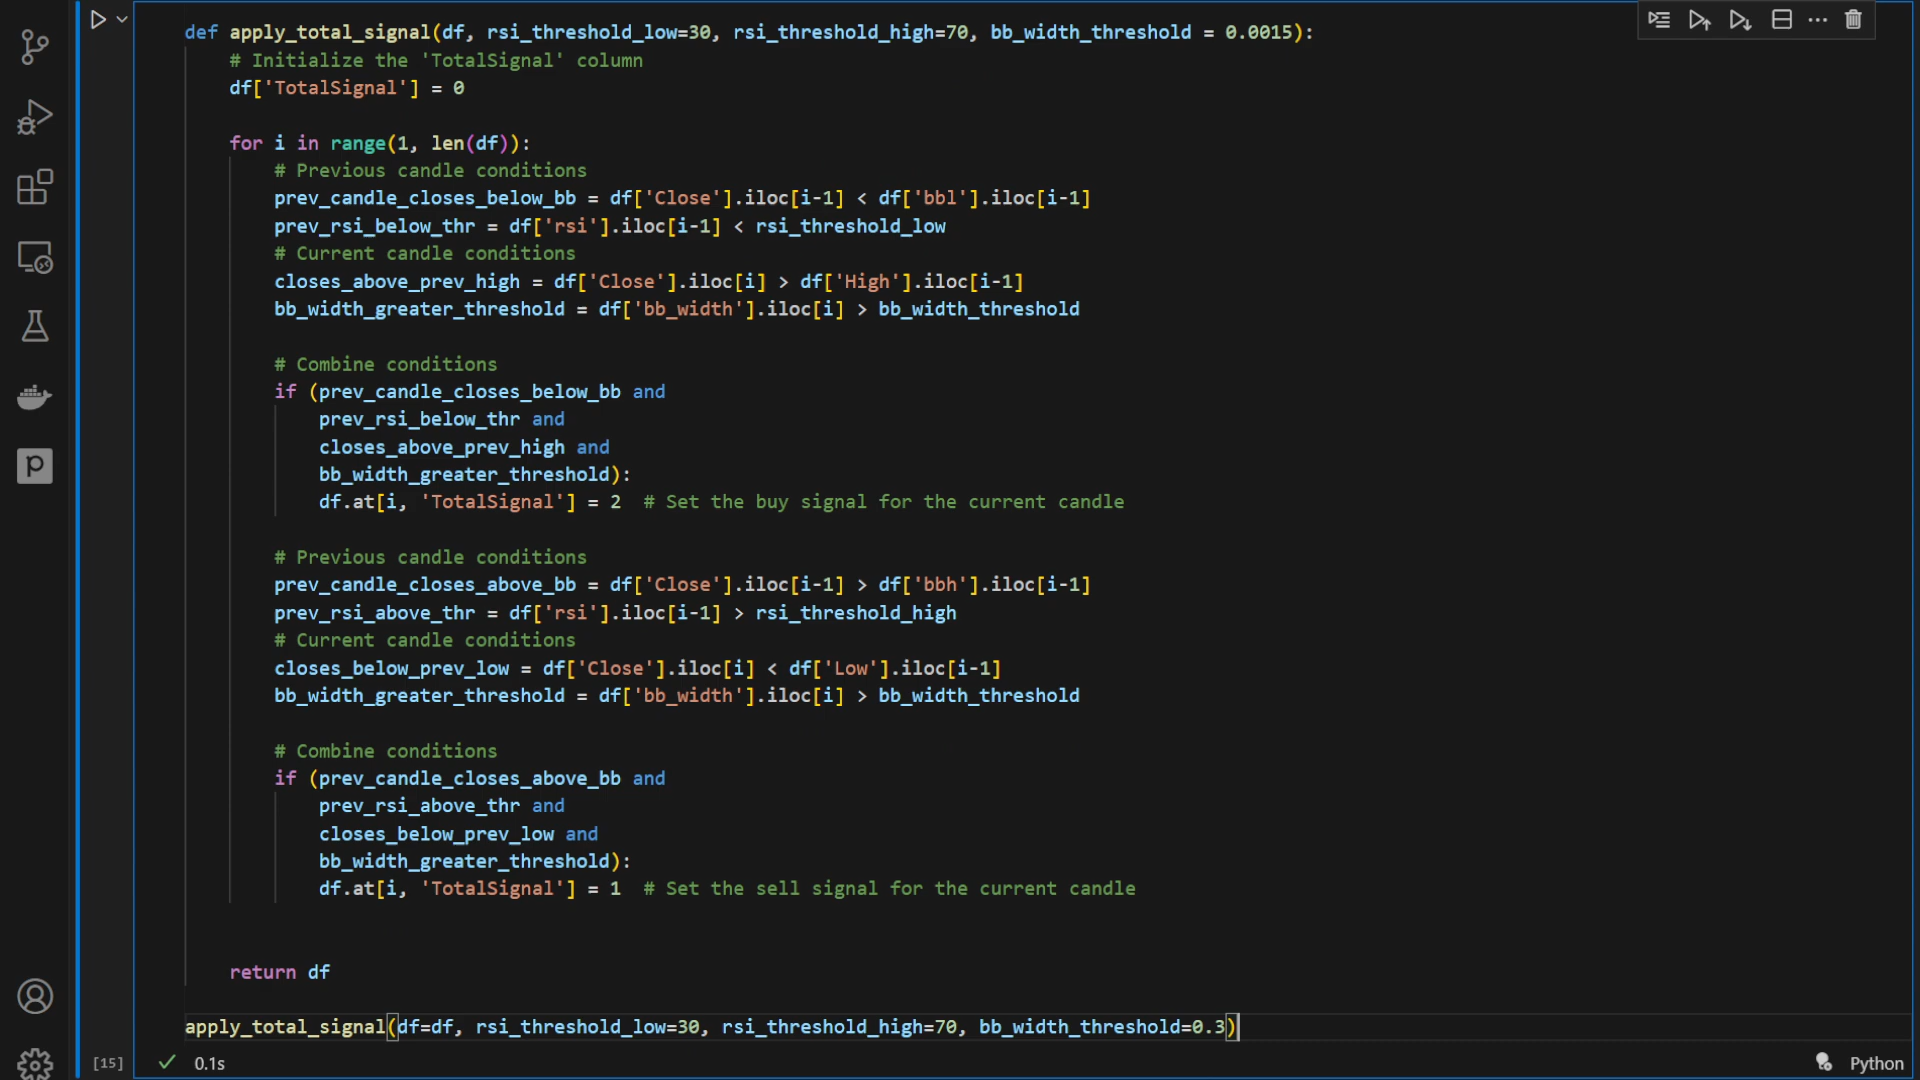 def apply_total_signal(df, rsi_threshold_low=30, rsi_threshold_high=70, bb_width_threshold = 0.0015):
    # Initialize the 'TotalSignal' column
    df['TotalSignal'] = 0

    for i in range(1, len(df)):
        # Previous candle conditions
        prev_candle_closes_below_bb = df['Close'].iloc[i-1] < df['bbl'].iloc[i-1]
        prev_rsi_below_thr = df['rsi'].iloc[i-1] < rsi_threshold_low
        # Current candle conditions
        closes_above_prev_high = df['Close'].iloc[i] > df['High'].iloc[i-1]
        bb_width_greater_threshold = df['bb_width'].iloc[i] > bb_width_threshold

        # Combine conditions
        if (prev_candle_closes_below_bb and
            prev_rsi_below_thr and
            closes_above_prev_high and
            bb_width_greater_threshold):
            df.at[i, 'TotalSignal'] = 2  # Set the buy signal for the current candle

        # Previous candle conditions
        prev_candle_closes_above_bb = df['Close'].iloc[i-1] > df['bbh'].iloc[i-1]
        prev_rsi_above_thr = df['rsi'].iloc[i-1] > rsi_threshold_high
        # Current candle conditions
        closes_below_prev_low = df['Close'].iloc[i] < df['Low'].iloc[i-1]
        bb_width_greater_threshold = df['bb_width'].iloc[i] > bb_width_threshold

        # Combine conditions
        if (prev_candle_closes_above_bb and
            prev_rsi_above_thr and
            closes_below_prev_low and
            bb_width_greater_threshold):
            df.at[i, 'TotalSignal'] = 1  # Set the sell signal for the current candle

    return df

apply_total_signal(df=df, rsi_threshold_low=30, rsi_threshold_high=70, bb_width_threshold=0.3)
[15] 0.1s Python